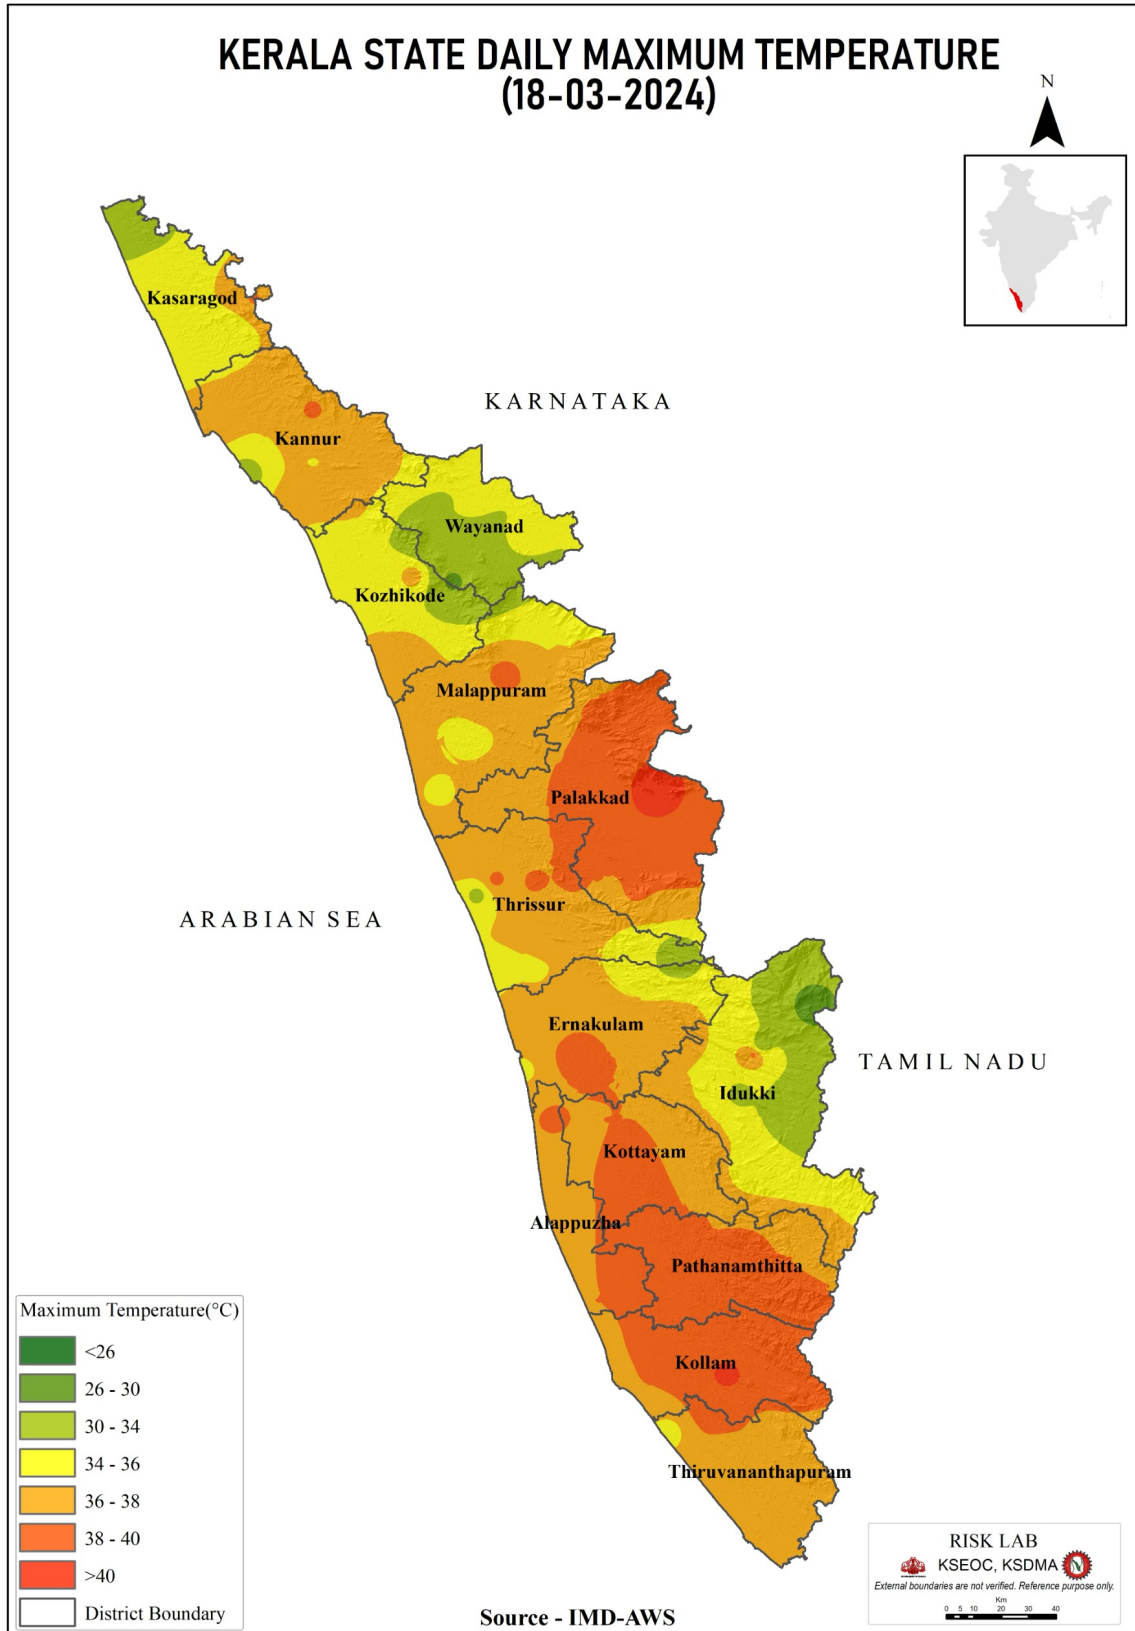 KERALA STATE DAILY MAXIMUM TEMPERATURE
(18-03-2024)
N
Kasaragod
KARNATAKA
Kannur
Wayanad
Kozhikode
Malappuram
Palakkad
Thrissur
ARABIAN SEA
Ernakulam
TAMIL NADU
Idukki
Kottayam
Alappuzha
Pathanamthitta
Kollam
Thiruvananthapuram
Maximum Temperature(°C)
<26
26 - 30
30 - 34
34 - 36
36 - 38
38 - 40
>40
District Boundary
Source - IMD-AWS
RISK LAB
KSEOC, KSDMA
External boundaries are not verified. Reference purpose only.
Km
0 5 10 20 30 40